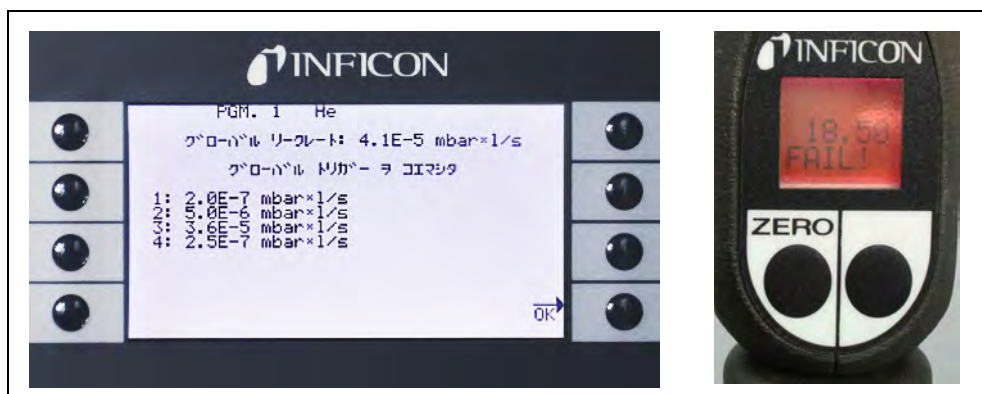 INFICON
PGM. 1 He
グローバル リークレート: 4.1E-5 mbar×l/s
グローバル トリガー ヲ コエマシタ
1: 2.0E-7 mbar×l/s
2: 5.0E-6 mbar×l/s
3: 3.6E-5 mbar×l/s
4: 2.5E-7 mbar×l/s
OK
INFICON
18.50
FAIL!
ZERO